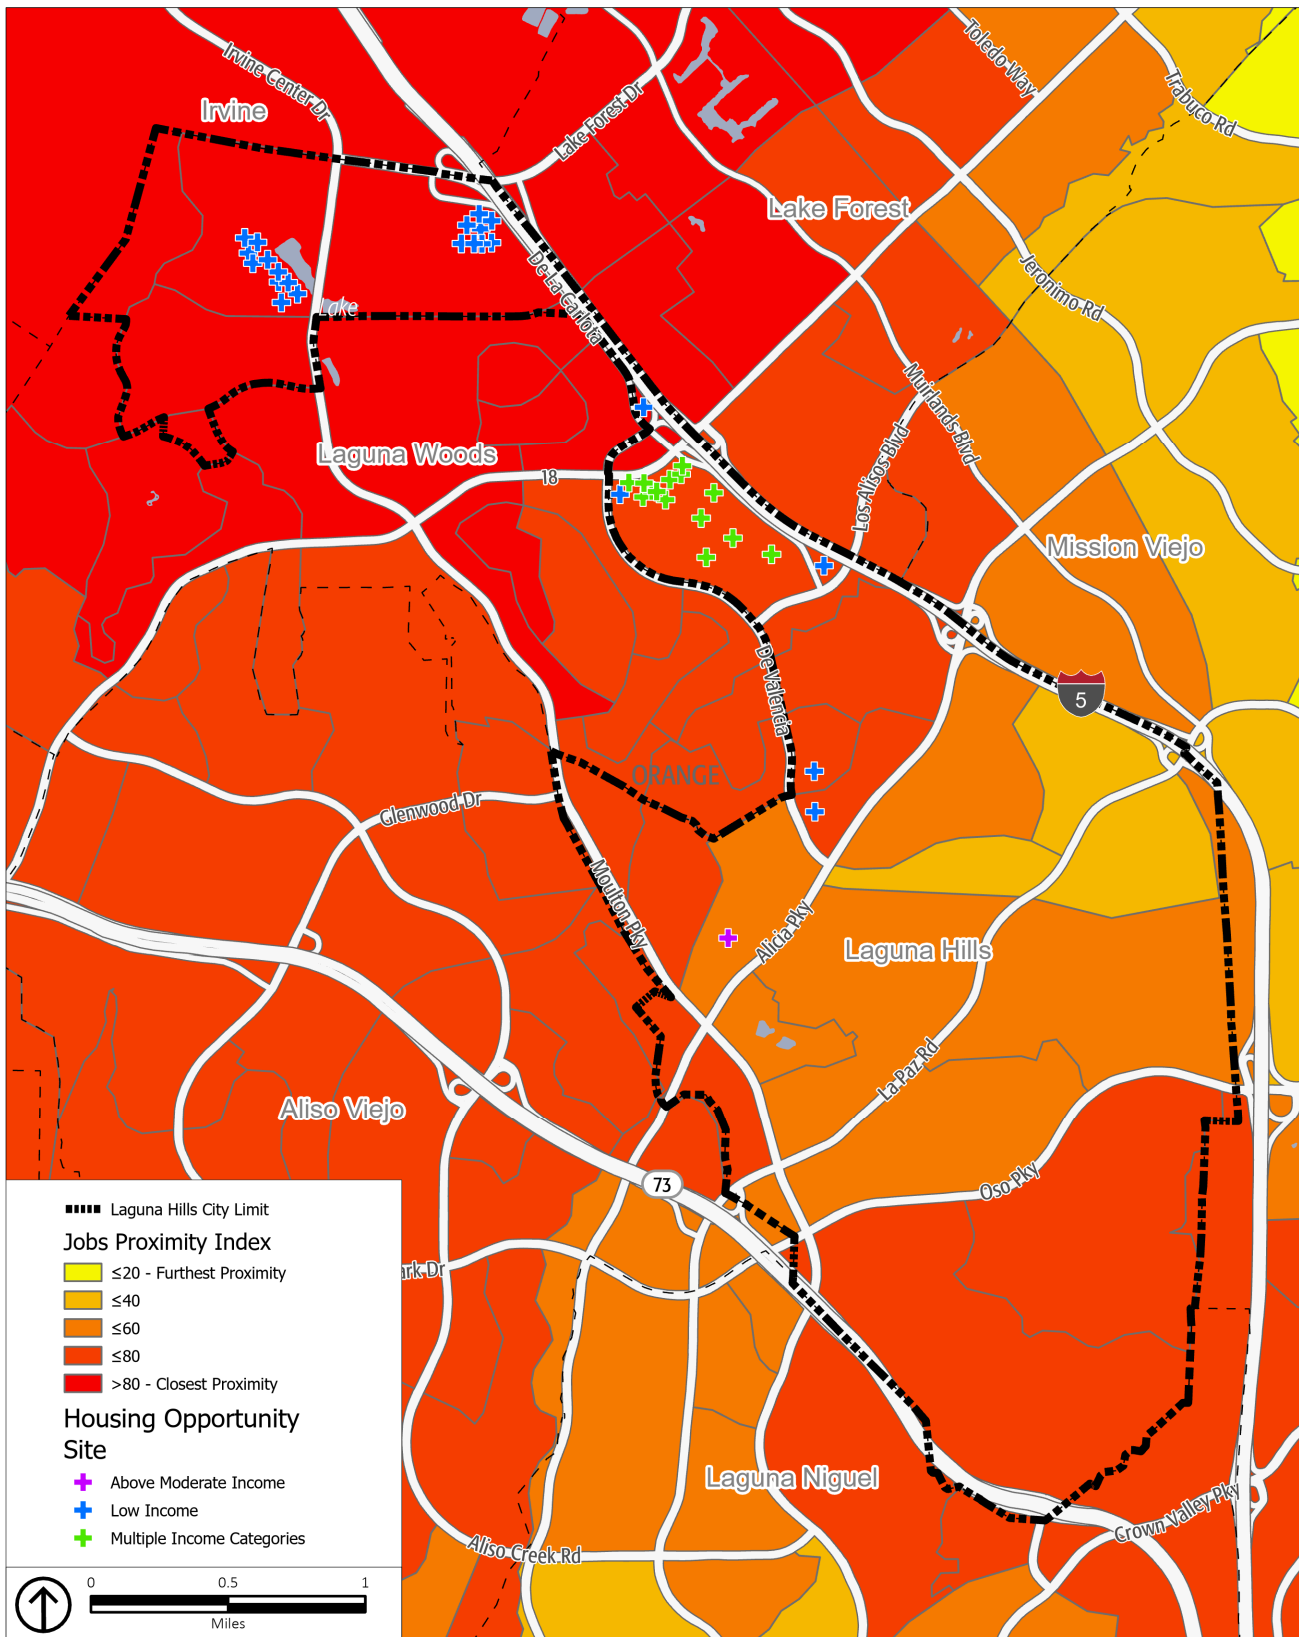 Toledo Way
Irvine Center Dr
Trabuco Rd
Irvine
Lake Forest Dr
Lake Forest
De La Carlota
Jeronimo Rd
Lake
Muirlands Blvd
Laguna Woods
18
Los Alisos Blvd
Mission Viejo
De Valencia
5
ORANGE
Glenwood Dr
Moulton Pky
Alicia Pky
Laguna Hills
La Paz Rd
Aliso Viejo
73
Oso Pky
ark Dr
Laguna Niguel
Crown Valley Pky
Aliso Creek Rd
Laguna Hills City Limit
Jobs Proximity Index
≤20 - Furthest Proximity
≤40
≤60
≤80
>80 - Closest Proximity
Housing Opportunity
Site
Above Moderate Income
Low Income
Multiple Income Categories
0 0.5 1
Miles